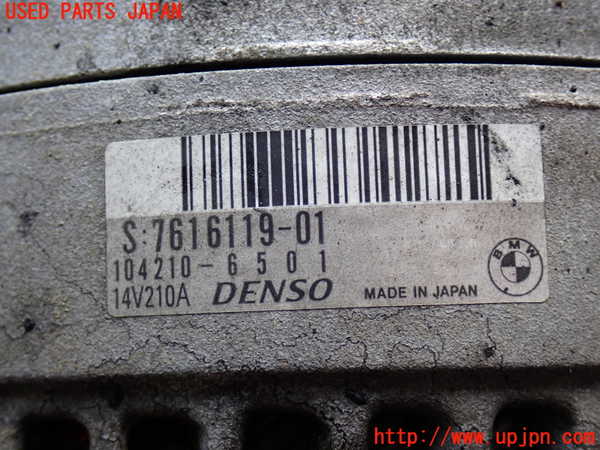 USED PARTS JAPAN
S:7616119-01
104210-6501
14V210A DENSO MADE IN JAPAN
BMW
http://www.upjpn.com